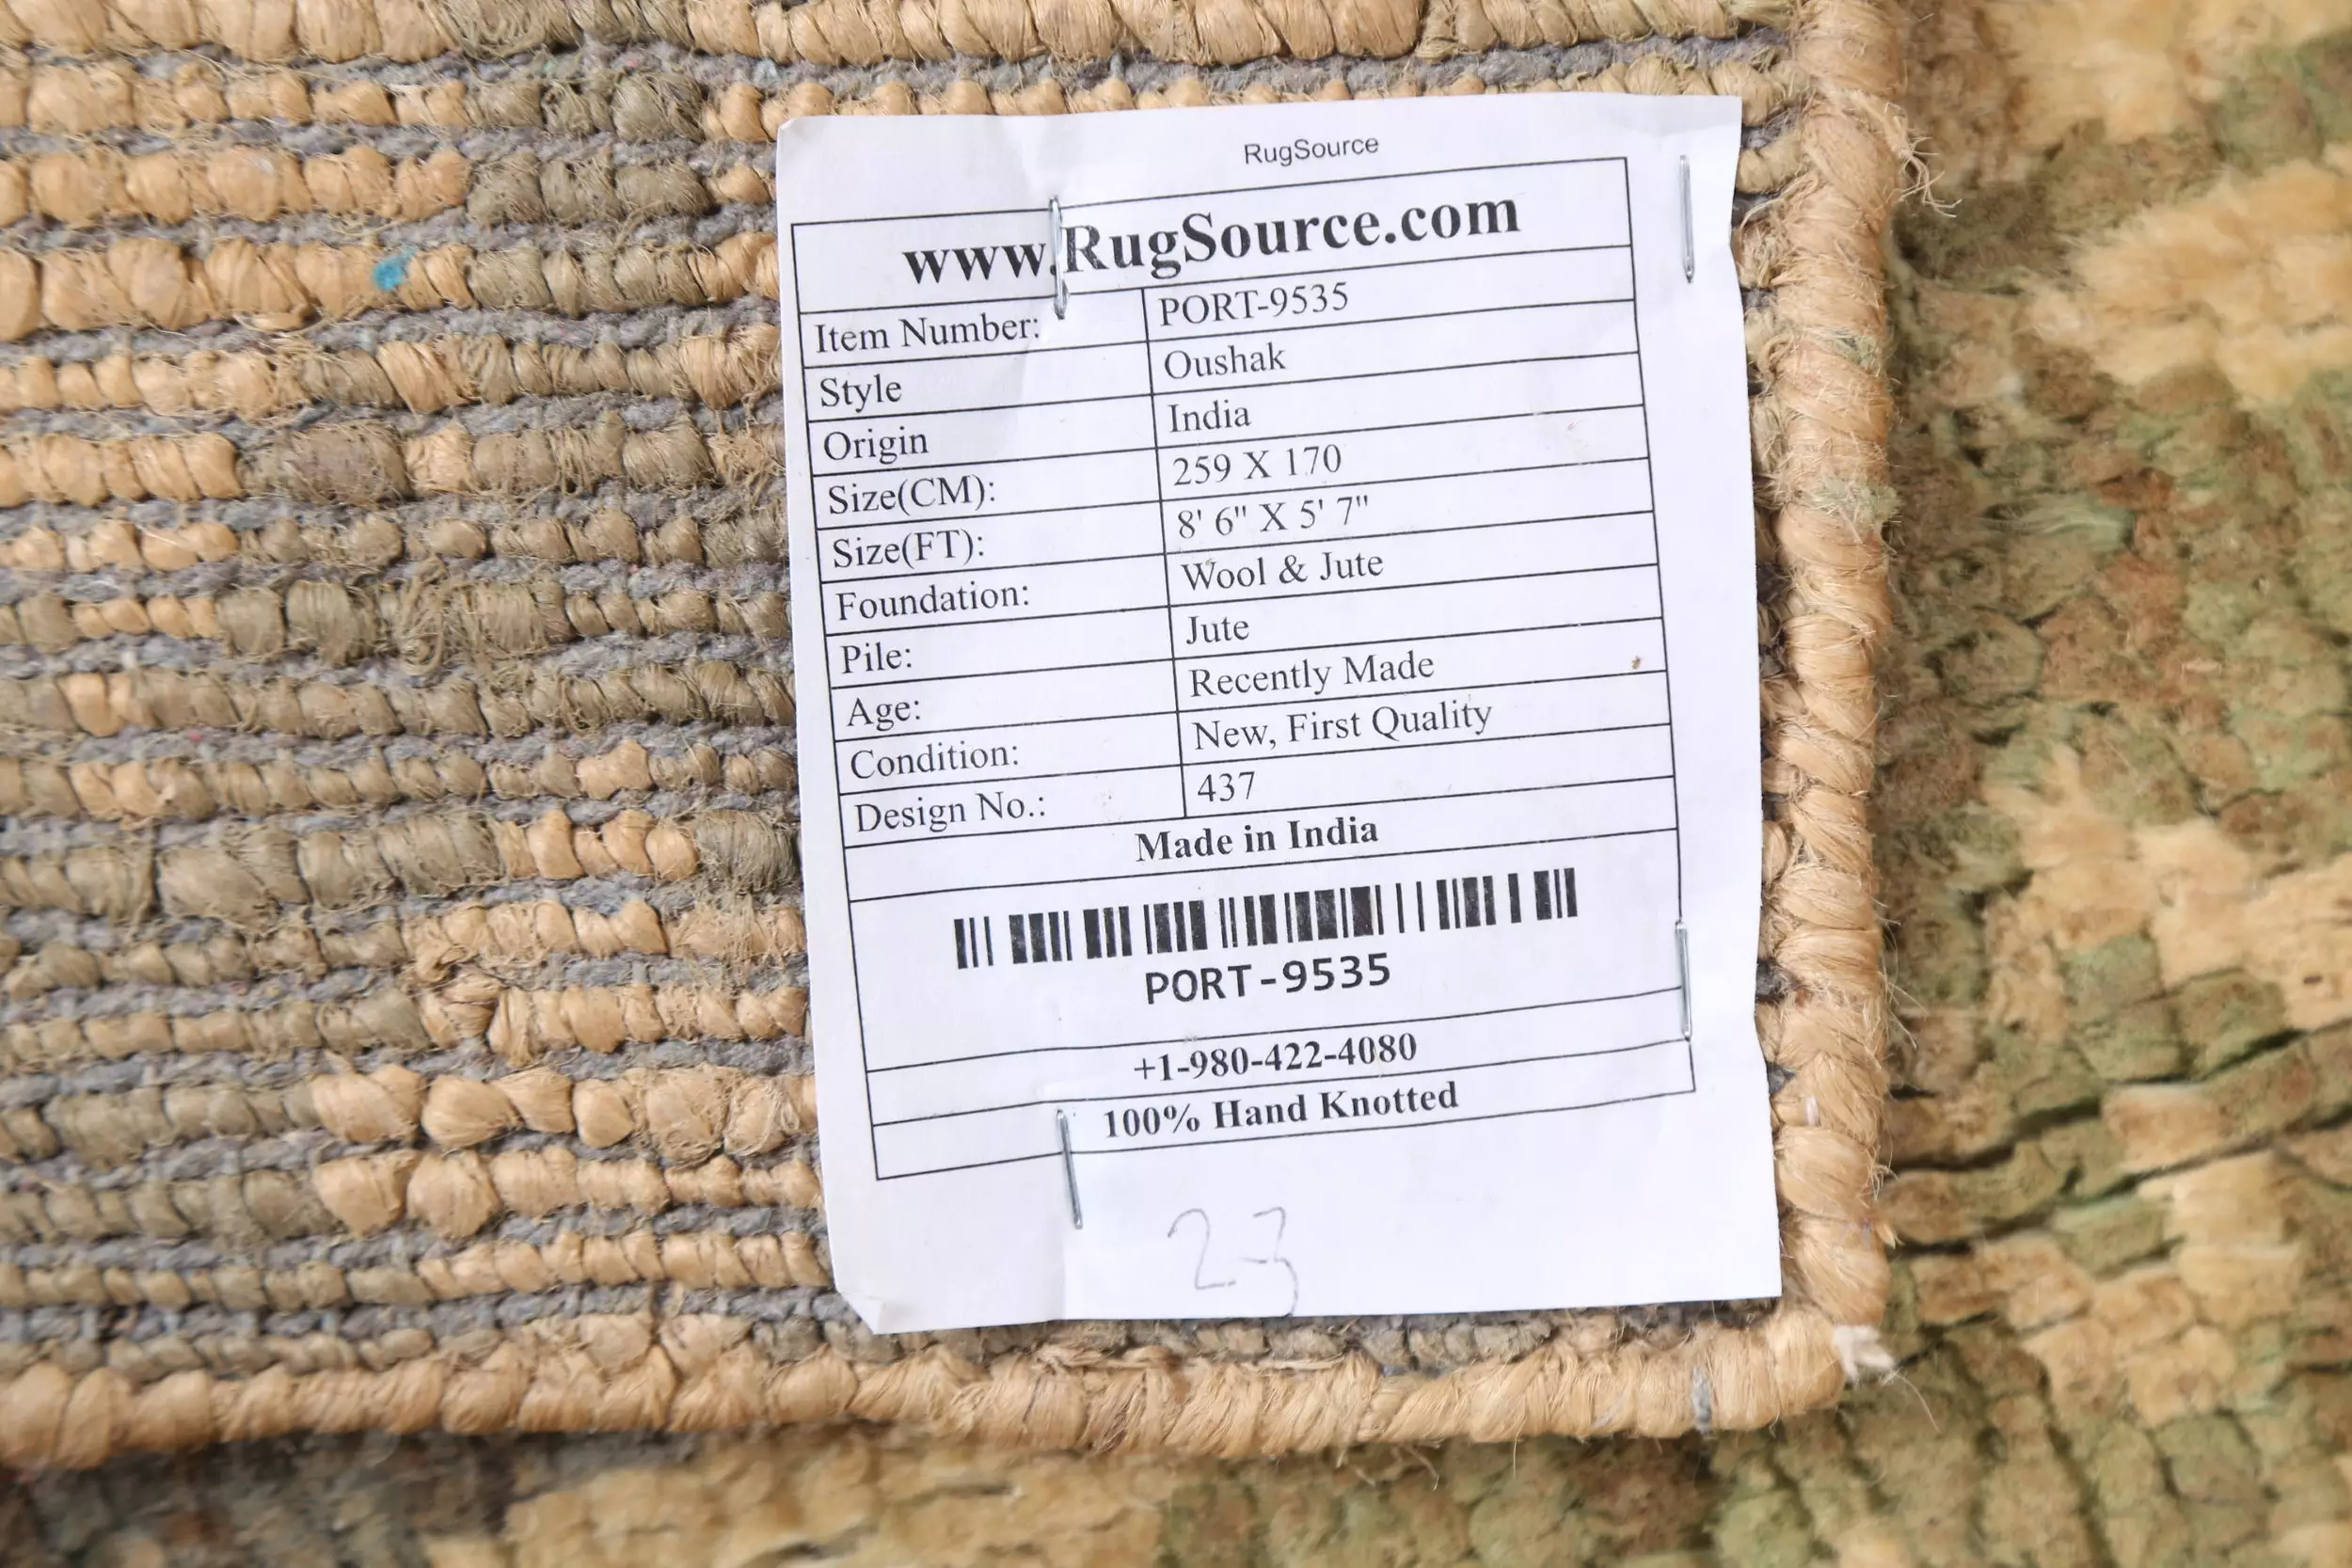 RugSource
www.RugSource.com
Item Number: PORT-9535
Style Oushak
Origin India
Size(CM): 259 X 170
Size(FT): 8' 6" X 5' 7"
Foundation: Wool & Jute
Pile: Jute
Age: Recently Made
Condition: New, First Quality
Design No.: 437
Made in India
PORT-9535
+1-980-422-4080
100% Hand Knotted
23